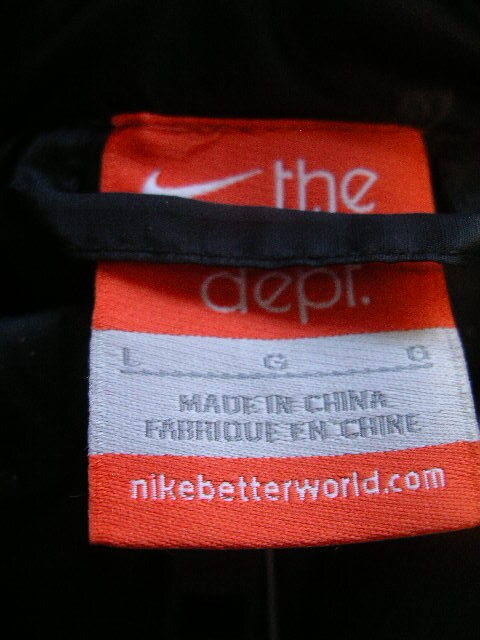 the
dept.
L G G
MADE IN CHINA
FABRIQUE EN CHINE
nikebetterworld.com